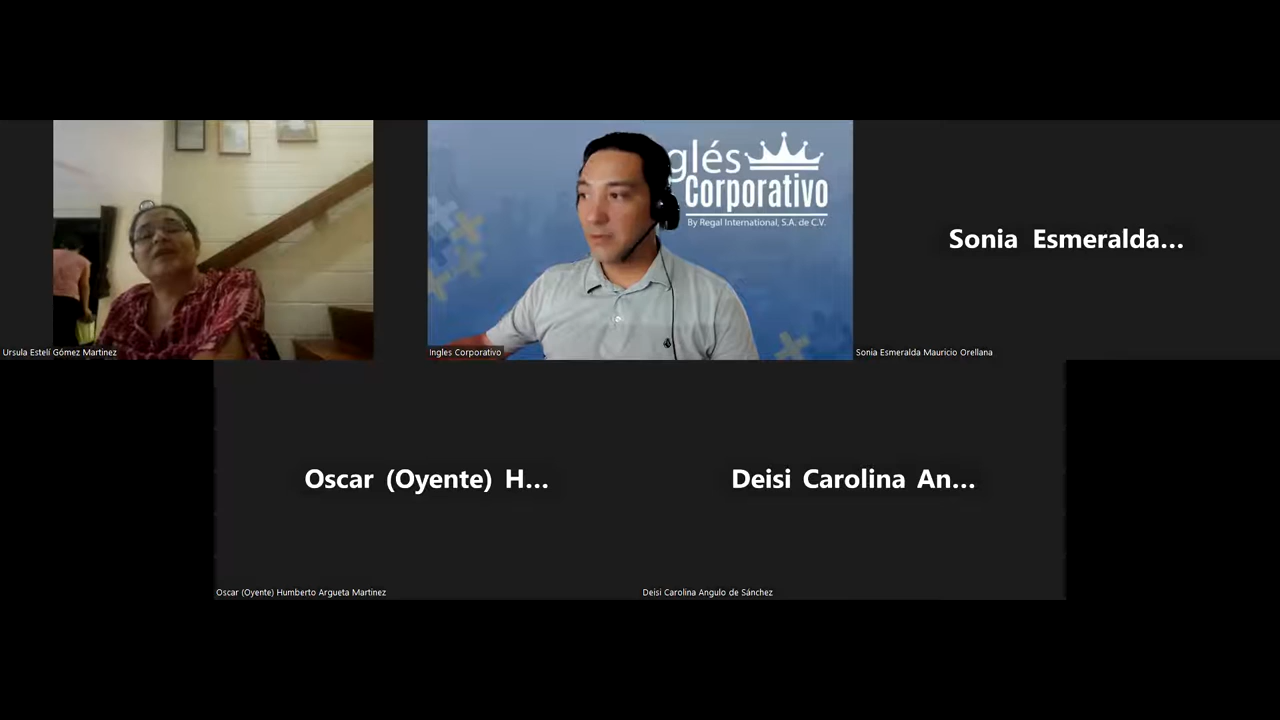 glés
Corporativo
By Regal International, S.A. de C.V.
Sonia Esmeralda...
Ursula Estelí Gómez Martinez
Ingles Corporativo
Sonia Esmeralda Mauricio Orellana
Oscar (Oyente) H...
Deisi Carolina An...
Oscar (Oyente) Humberto Argueta Martinez
Deisi Carolina Angulo de Sánchez